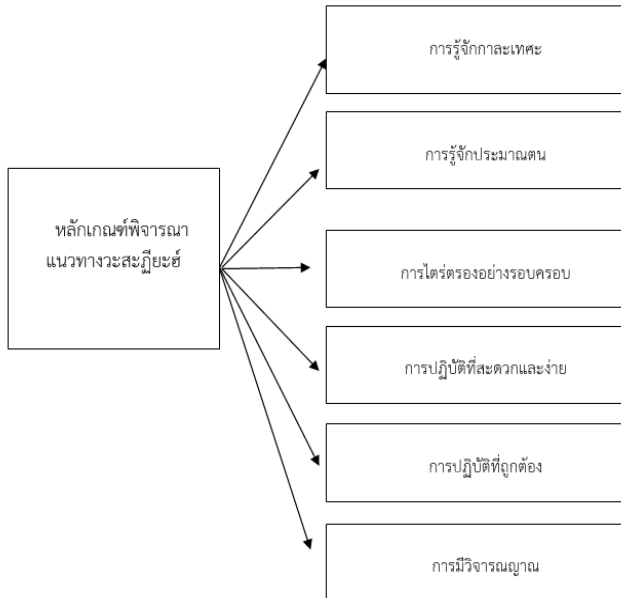 การรู้จักกาละเทศะ
การรู้จักประมาณตน
หลักเกณฑ์พิจารณา
แนวทางวะสะฏียะฮ์
การไตร่ตรองอย่างรอบครอบ
การปฏิบัติที่สะดวกและง่าย
การปฏิบัติที่ถูกต้อง
การมีวิจารณญาณ